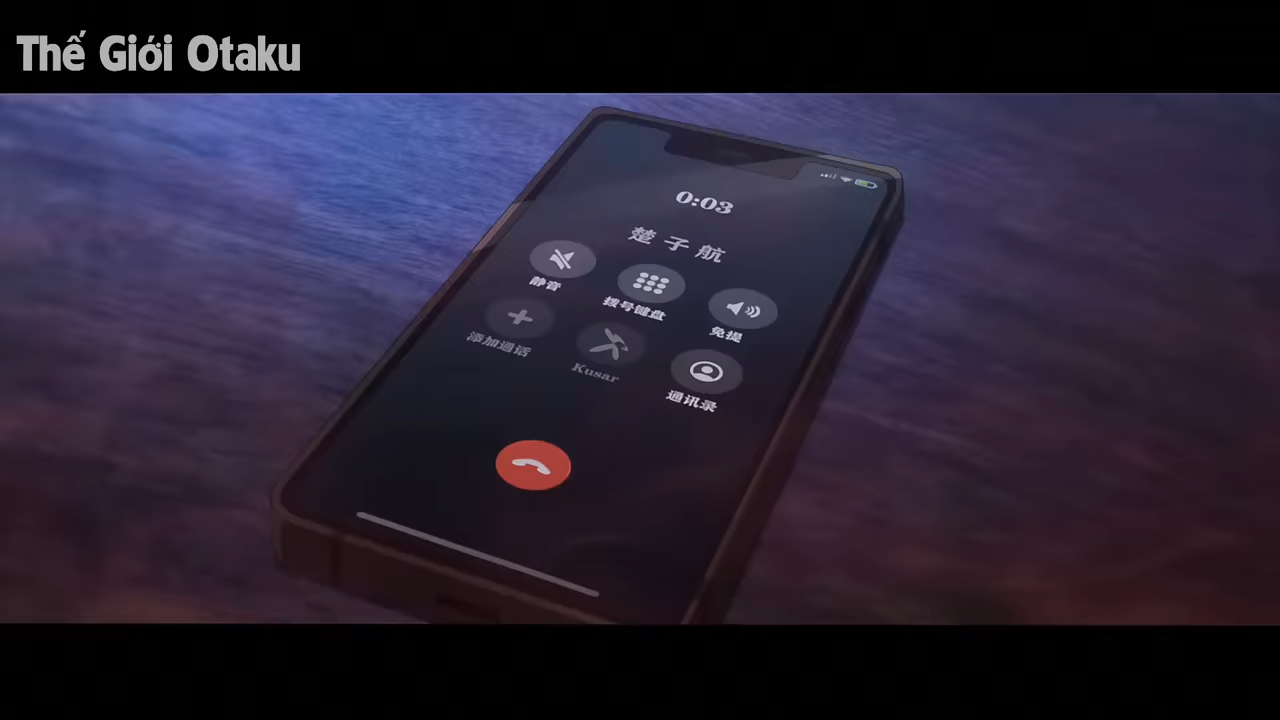 Thế Giới Otaku
0:03
楚子航
静音
拨号键盘
免提
添加通话
Kusar
通讯录